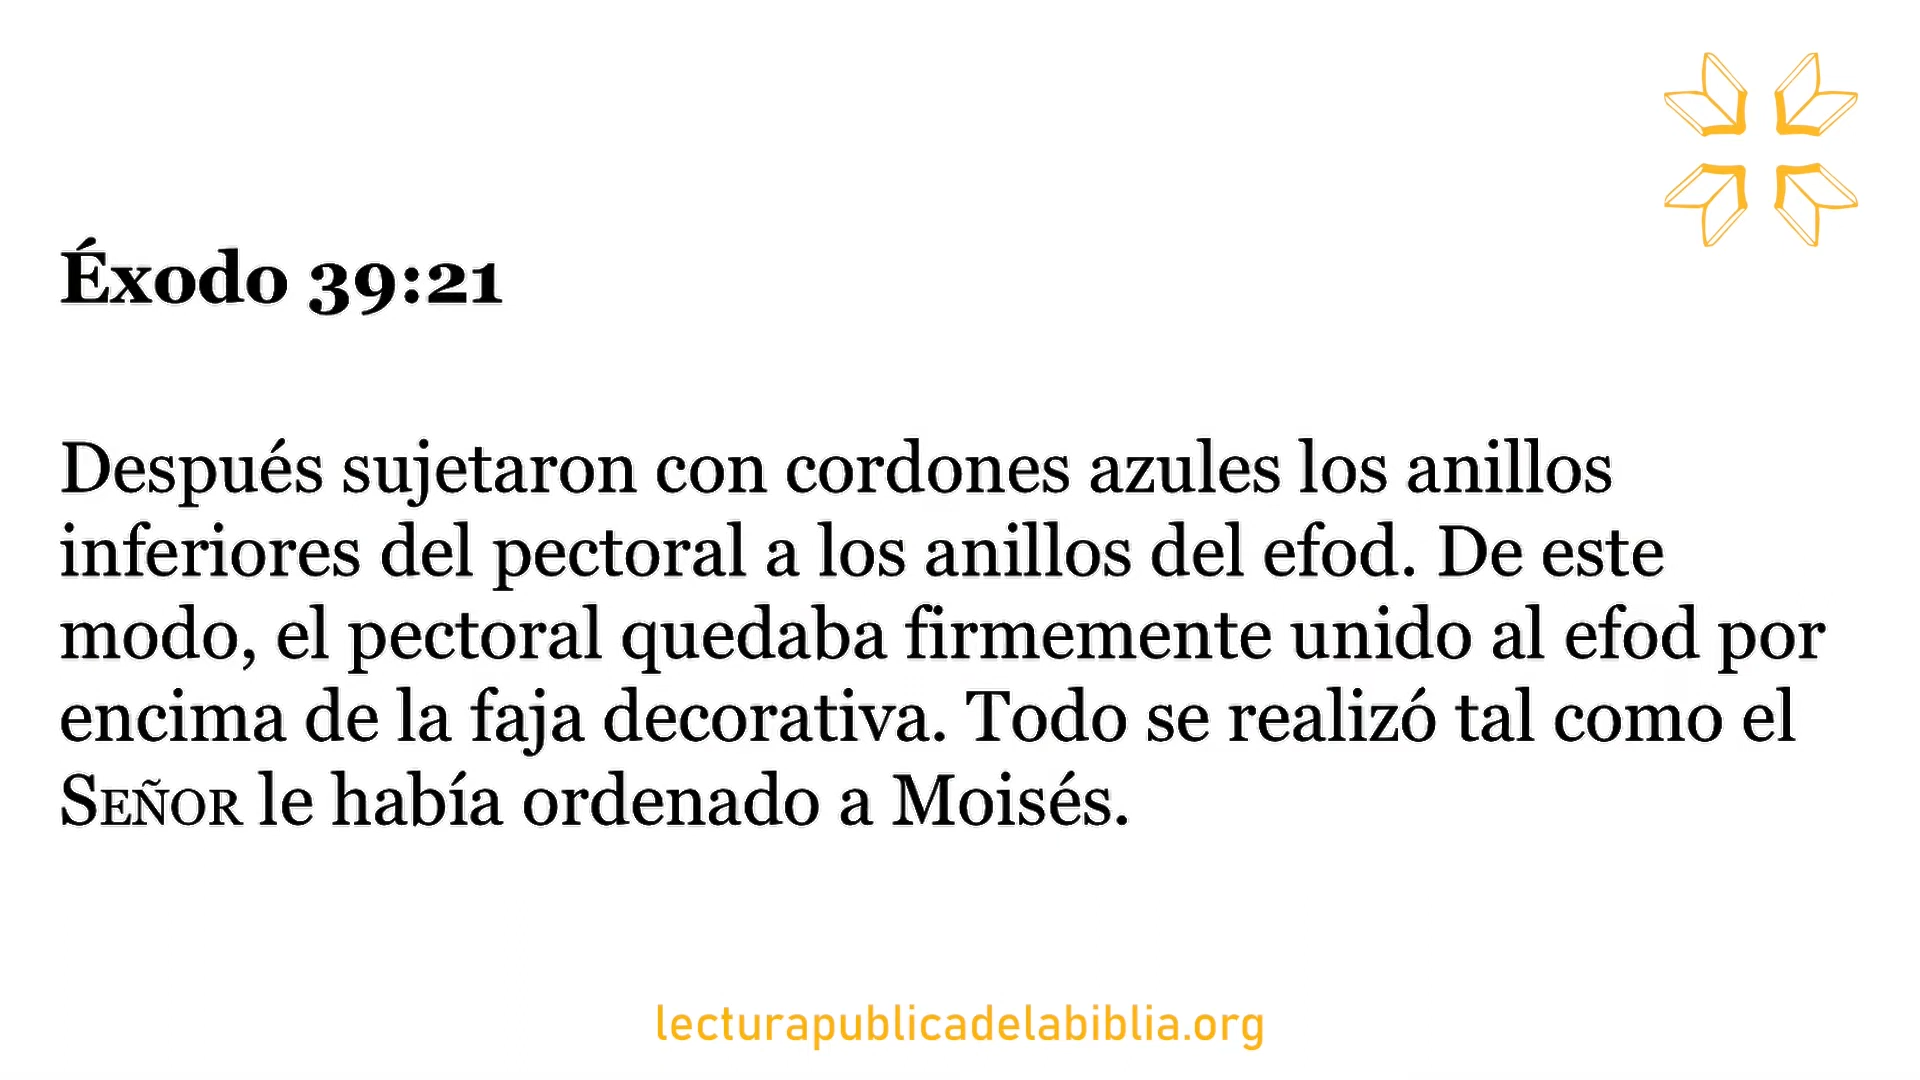 Éxodo 39:21
Después sujetaron con cordones azules los anillos
inferiores del pectoral a los anillos del efod. De este
modo, el pectoral quedaba firmemente unido al efod por
encima de la faja decorativa. Todo se realizó tal como el
SEÑOR le había ordenado a Moisés.
lecturapublicadelabiblia.org